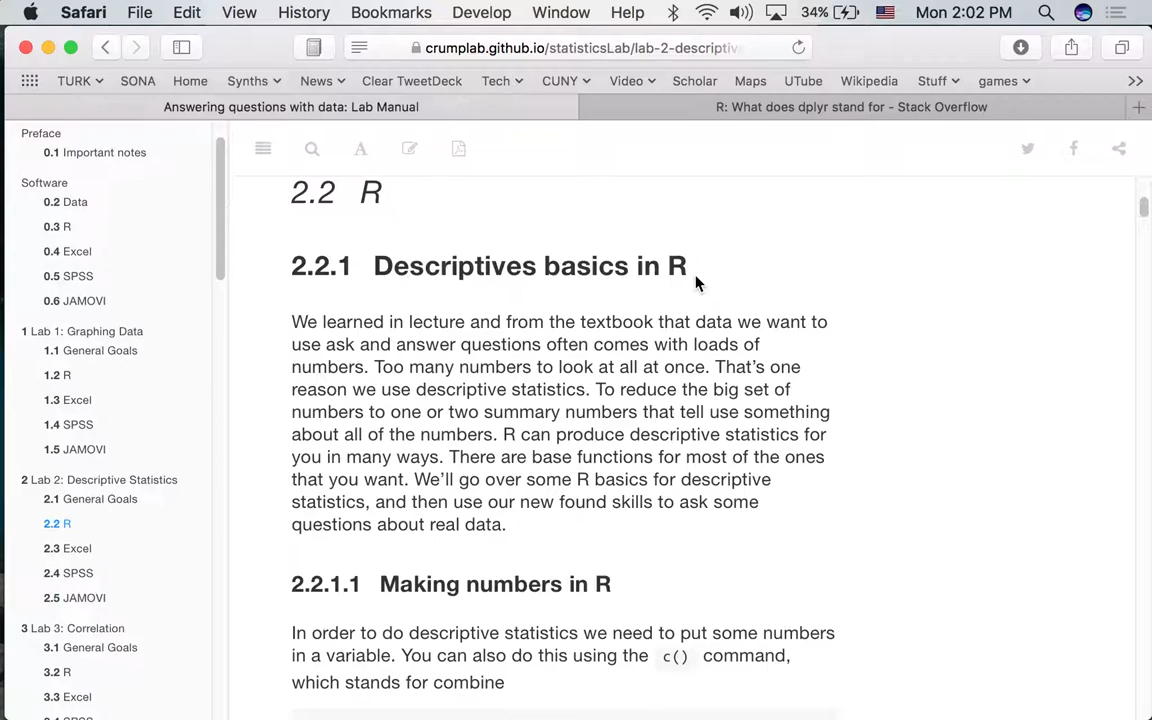 Safari File Edit View History Bookmarks Develop Window Help 34% Mon 2:02 PM
crumplab.github.io/statisticsLab/lab-2-descriptiv
TURK SONA Home Synths News Clear TweetDeck Tech CUNY Video Scholar Maps UTube Wikipedia Stuff games
Answering questions with data: Lab Manual R: What does dplyr stand for - Stack Overflow
Preface
0.1 Important notes
Software
0.2 Data
0.3 R
0.4 Excel
0.5 SPSS
0.6 JAMOVI
1 Lab 1: Graphing Data
1.1 General Goals
1.2 R
1.3 Excel
1.4 SPSS
1.5 JAMOVI
2 Lab 2: Descriptive Statistics
2.1 General Goals
2.2 R
2.3 Excel
2.4 SPSS
2.5 JAMOVI
3 Lab 3: Correlation
3.1 General Goals
3.2 R
3.3 Excel
2.2 R
2.2.1 Descriptives basics in R
We learned in lecture and from the textbook that data we want to
use ask and answer questions often comes with loads of
numbers. Too many numbers to look at all at once. That's one
reason we use descriptive statistics. To reduce the big set of
numbers to one or two summary numbers that tell use something
about all of the numbers. R can produce descriptive statistics for
you in many ways. There are base functions for most of the ones
that you want. We'll go over some R basics for descriptive
statistics, and then use our new found skills to ask some
questions about real data.
2.2.1.1 Making numbers in R
In order to do descriptive statistics we need to put some numbers
in a variable. You can also do this using the c() command,
which stands for combine